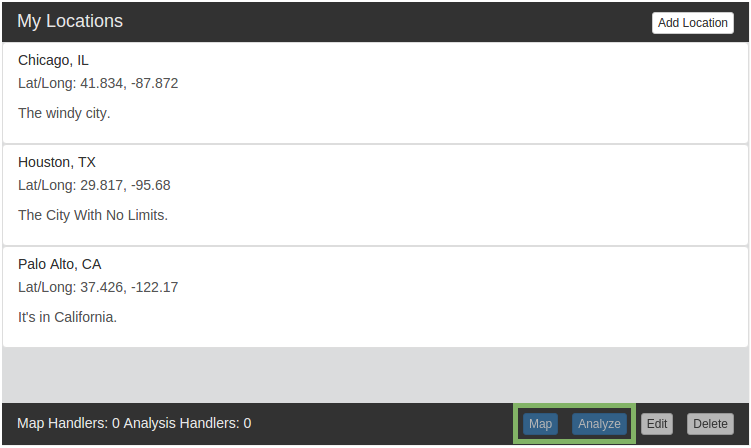 My Locations Add Location
Chicago, IL
Lat/Long: 41.834, -87.872
The windy city.
Houston, TX
Lat/Long: 29.817, -95.68
The City With No Limits.
Palo Alto, CA
Lat/Long: 37.426, -122.17
It's in California.
Map Handlers: 0 Analysis Handlers: 0 Map Analyze Edit Delete